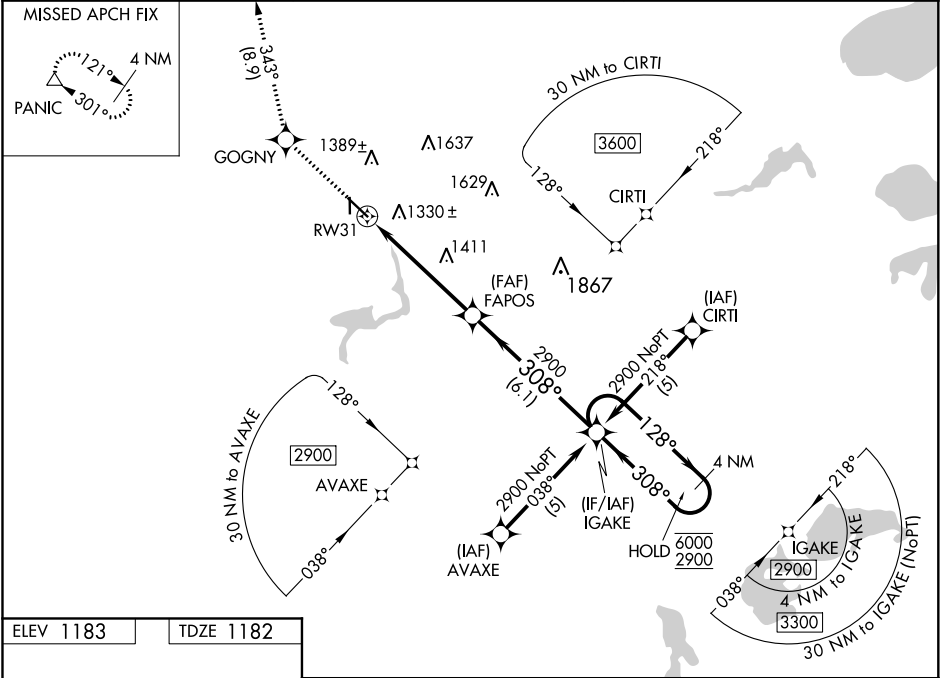 MISSED APCH FIX
4 NM
121°
301°
PANIC
343°
(8.9)
GOGNY
1389±
1637
1629
RW31
1330 ±
1411
1867
30 NM to CIRTI
3600
128°
218°
CIRTI
(FAF)
FAPOS
2900
308°
(6.1)
(IAF)
CIRTI
2900 NoPT
218°
(5)
128°
4 NM
308°
(IF/IAF)
IGAKE
HOLD
6000
2900
2900 NoPT
038°
(5)
(IAF)
AVAXE
30 NM to AVAXE
128°
2900
AVAXE
038°
218°
IGAKE
2900
038°
4 NM to IGAKE
3300
30 NM to IGAKE (NoPT)
ELEV 1183
TDZE 1182